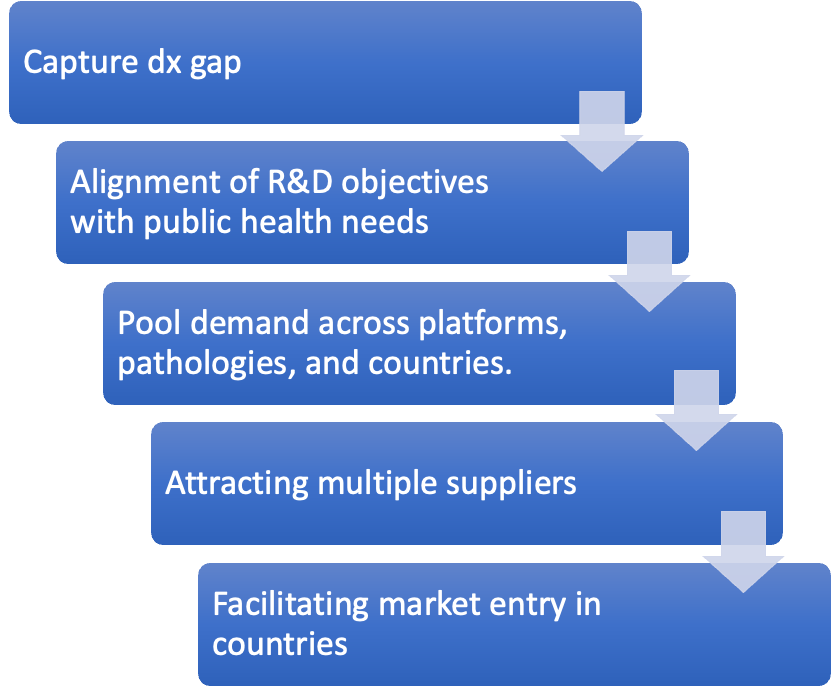 Capture dx gap
Alignment of R&D objectives
with public health needs
Pool demand across platforms,
pathologies, and countries.
Attracting multiple suppliers
Facilitating market entry in
countries